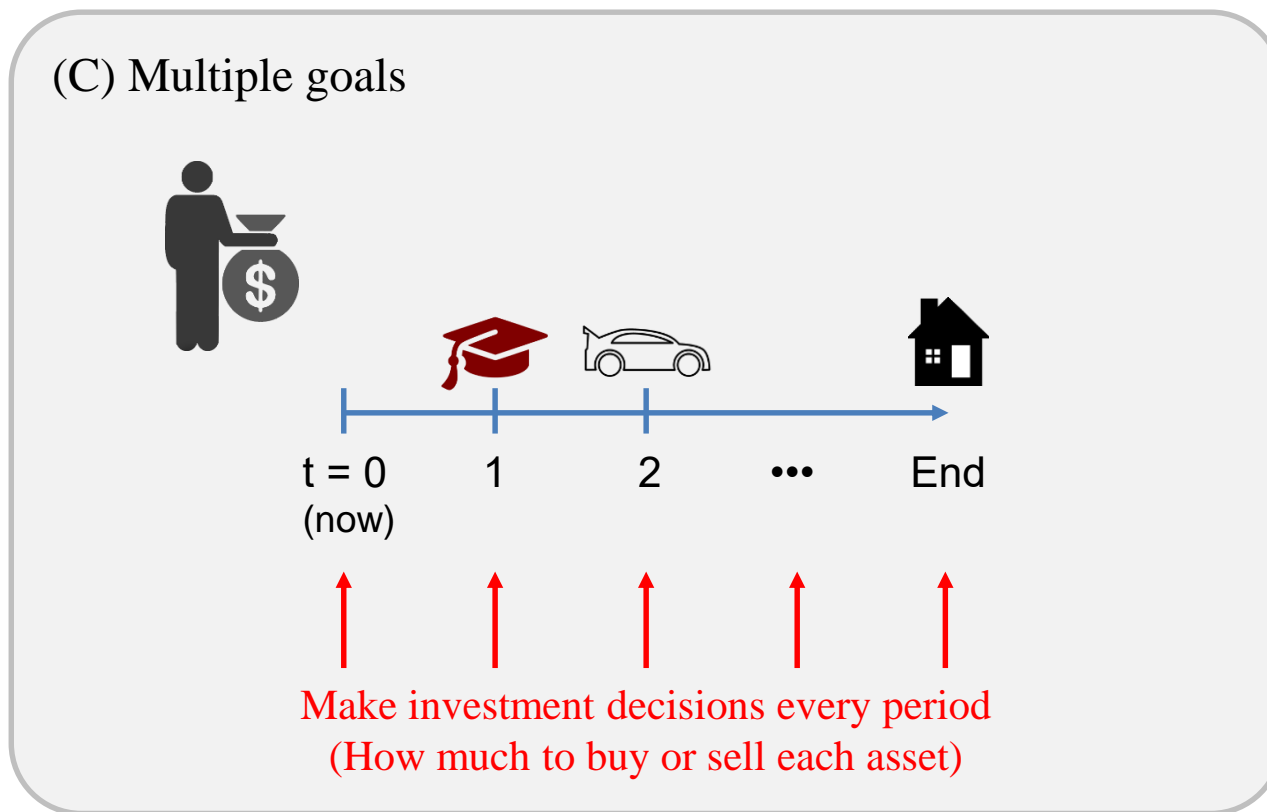 (C) Multiple goals
$
t = 0 1 2 ••• End
(now)
Make investment decisions every period
(How much to buy or sell each asset)